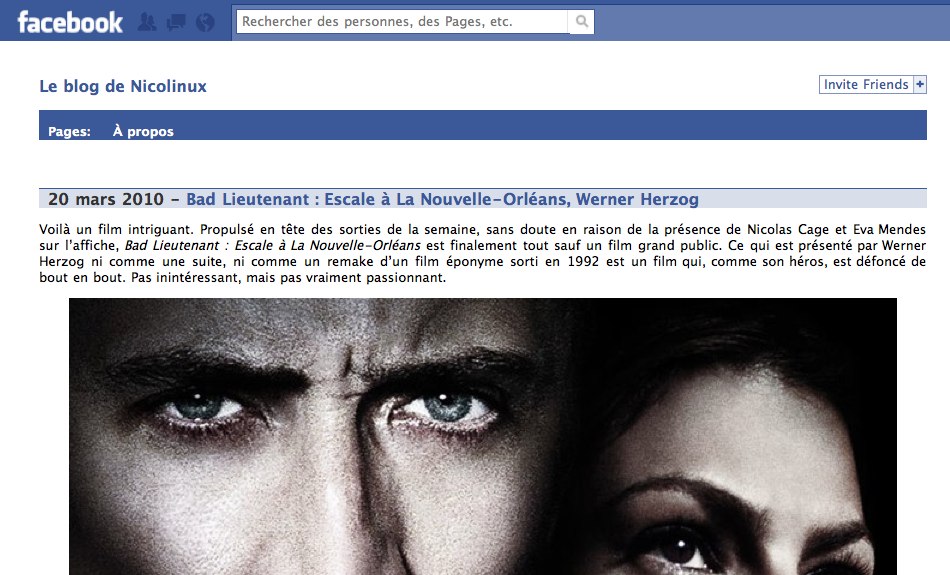 facebook
Rechercher des personnes, des Pages, etc.
Le blog de Nicolinux
Invite Friends +
Pages: À propos
20 mars 2010 – Bad Lieutenant : Escale à La Nouvelle-Orléans, Werner Herzog
Voilà un film intriguant. Propulsé en tête des sorties de la semaine, sans doute en raison de la présence de Nicolas Cage et Eva Mendes
sur l'affiche, Bad Lieutenant : Escale à La Nouvelle-Orléans est finalement tout sauf un film grand public. Ce qui est présenté par Werner
Herzog ni comme une suite, ni comme un remake d'un film éponyme sorti en 1992 est un film qui, comme son héros, est défoncé de
bout en bout. Pas inintéressant, mais pas vraiment passionnant.